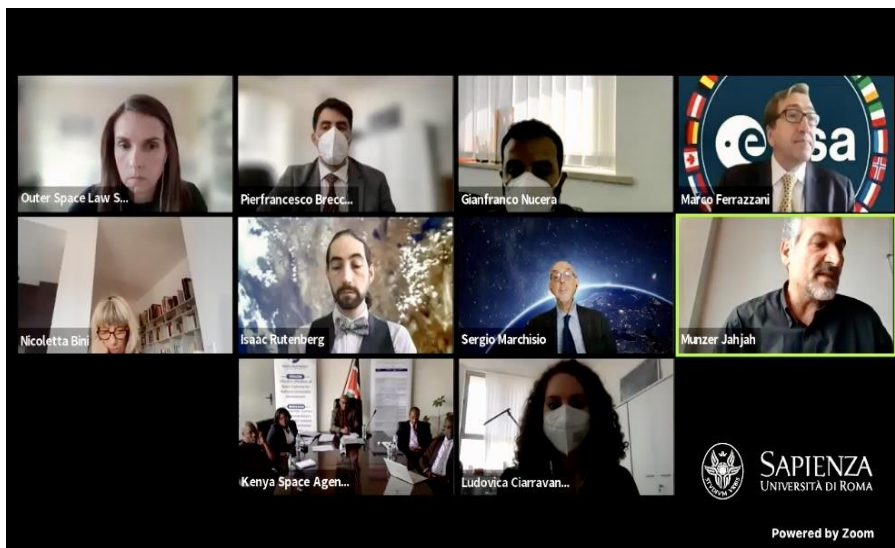 Outer Space Law S...
Pierfrancesco Brecc...
Gianfranco Nucera
esa
Marco Ferrazzani
Nicoletta Bini
Isaac Rutenberg
Sergio Marchisio
Munzer Jahjah
Kenya Space Agen...
Ludovica Ciarravan...
SAPIENZA
UNIVERSITÀ DI ROMA
Powered by Zoom